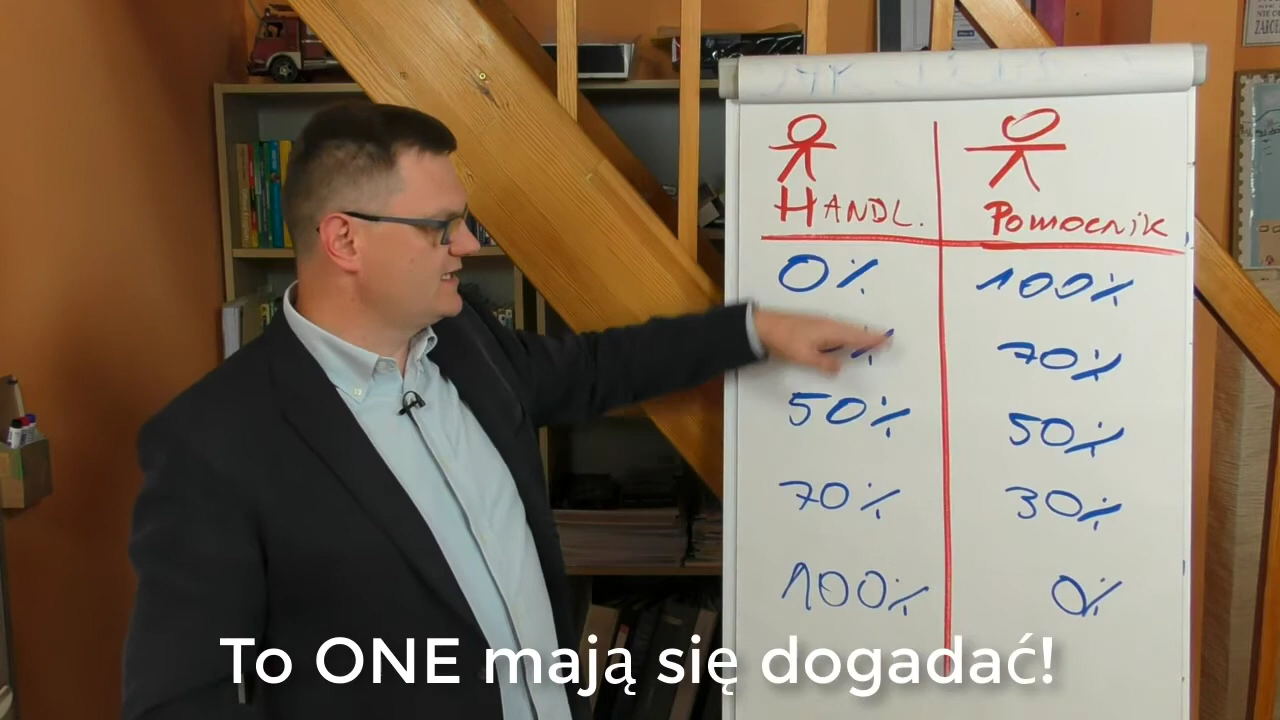 HANDL. Pomocnik
0% 100%
% 70%
50% 50%
70% 30%
100% 0%
To ONE mają się dogadać!